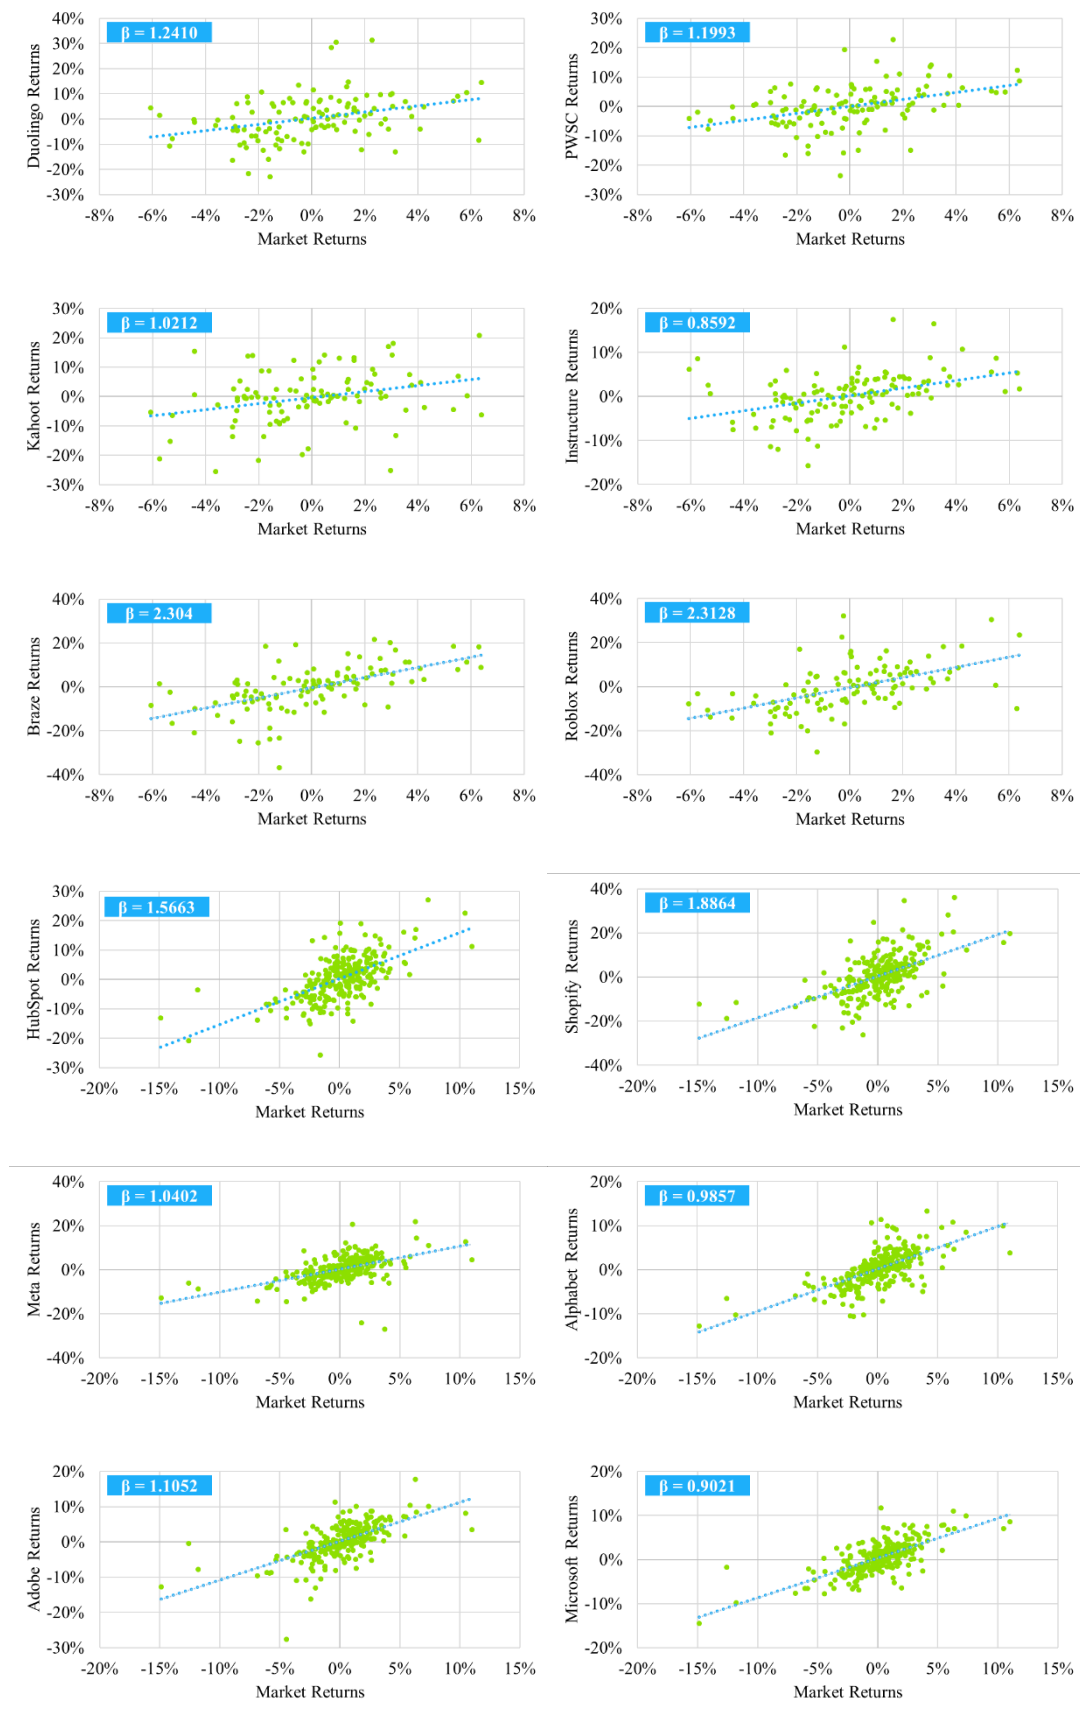 β = 1.2410
Duolingo Returns
40%
30%
20%
10%
0%
-10%
-20%
-30%
-8% -6% -4% -2% 0% 2% 4% 6% 8%
Market Returns
β = 1.1993
PWSC Returns
30%
20%
10%
0%
-10%
-20%
-30%
-8% -6% -4% -2% 0% 2% 4% 6% 8%
Market Returns
β = 1.0212
Kahoot Returns
30%
20%
10%
0%
-10%
-20%
-30%
-8% -6% -4% -2% 0% 2% 4% 6% 8%
Market Returns
β = 0.8592
Instructure Returns
20%
10%
0%
-10%
-20%
-8% -6% -4% -2% 0% 2% 4% 6% 8%
Market Returns
β = 2.304
Braze Returns
40%
20%
0%
-20%
-40%
-8% -6% -4% -2% 0% 2% 4% 6% 8%
Market Returns
β = 2.3128
Roblox Returns
40%
20%
0%
-20%
-40%
-8% -6% -4% -2% 0% 2% 4% 6% 8%
Market Returns
β = 1.5663
HubSpot Returns
30%
20%
10%
0%
-10%
-20%
-30%
-20% -15% -10% -5% 0% 5% 10% 15%
Market Returns
β = 1.8864
Shopify Returns
40%
20%
0%
-20%
-40%
-20% -15% -10% -5% 0% 5% 10% 15%
Market Returns
β = 1.0402
Meta Returns
40%
20%
0%
-20%
-40%
-20% -15% -10% -5% 0% 5% 10% 15%
Market Returns
β = 0.9857
Alphabet Returns
20%
10%
0%
-10%
-20%
-20% -15% -10% -5% 0% 5% 10% 15%
Market Returns
β = 1.1052
Adobe Returns
20%
10%
0%
-10%
-20%
-30%
-20% -15% -10% -5% 0% 5% 10% 15%
Market Returns
β = 0.9021
Microsoft Returns
20%
10%
0%
-10%
-20%
-20% -15% -10% -5% 0% 5% 10% 15%
Market Returns